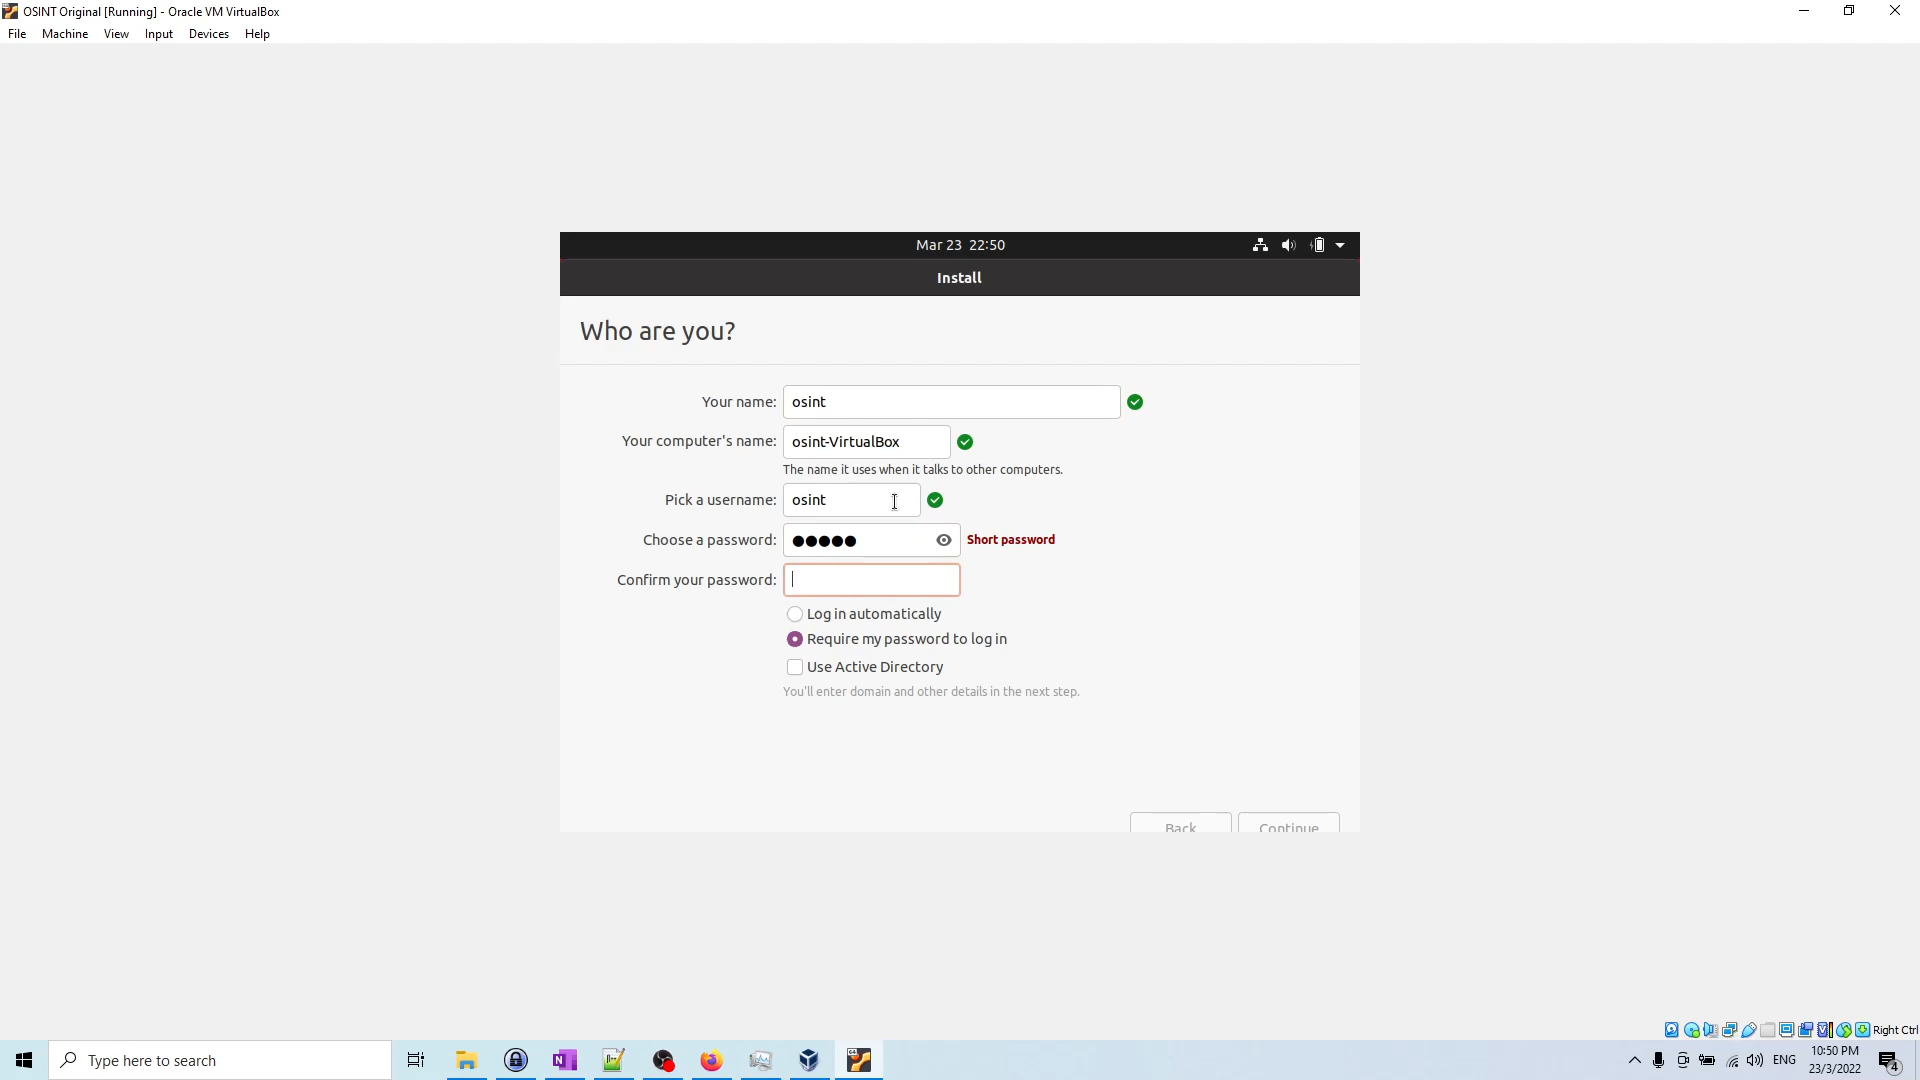 OSINT Original [Running] - Oracle VM VirtualBox
File Machine View Input Devices Help
Mar 23 22:50
Install
Who are you?
Your name: osint
Your computer's name: osint-VirtualBox
The name it uses when it talks to other computers.
Pick a username: osint
Choose a password: ●●●●● Short password
Confirm your password:
Log in automatically
Require my password to log in
Use Active Directory
You'll enter domain and other details in the next step.
Back Continue
Right Ctrl
Type here to search
ENG
10:50 PM
23/3/2022
4